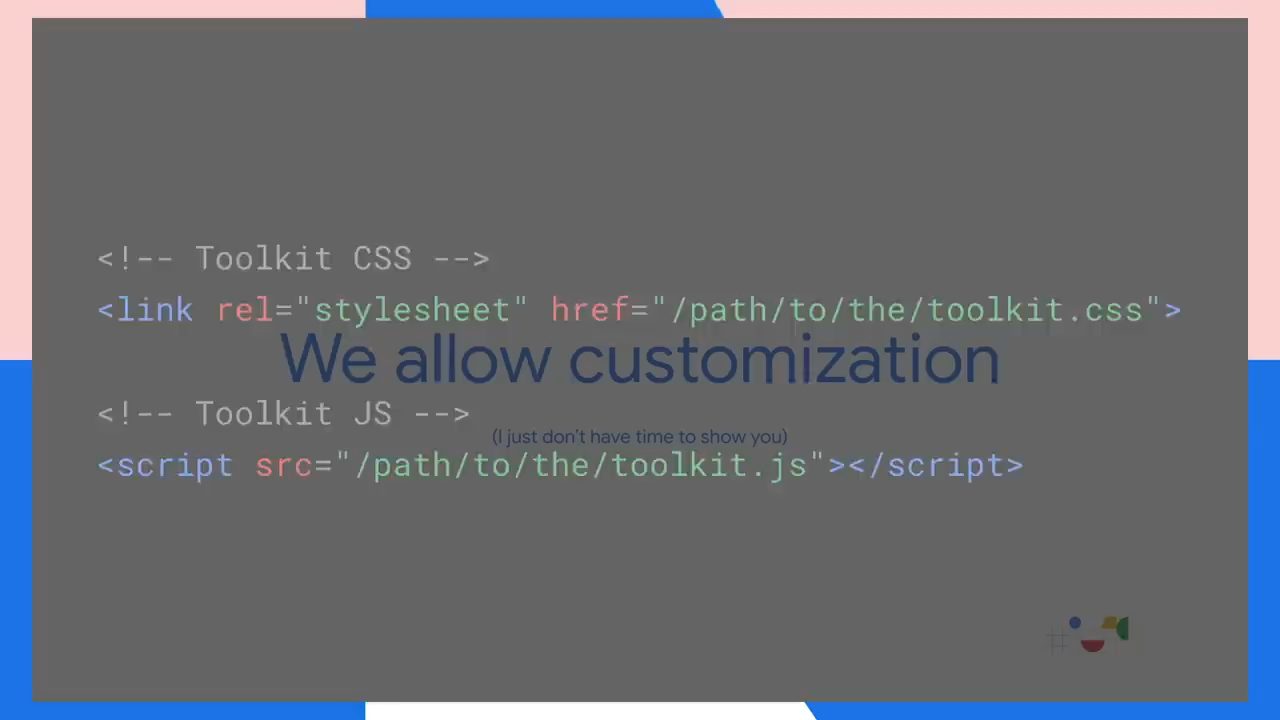 <!-- Toolkit CSS -->
<link rel="stylesheet" href="/path/to/the/toolkit.css">
We allow customization
<!-- Toolkit JS -->
(I just don't have time to show you)
<script src="/path/to/the/toolkit.js"></script>
#